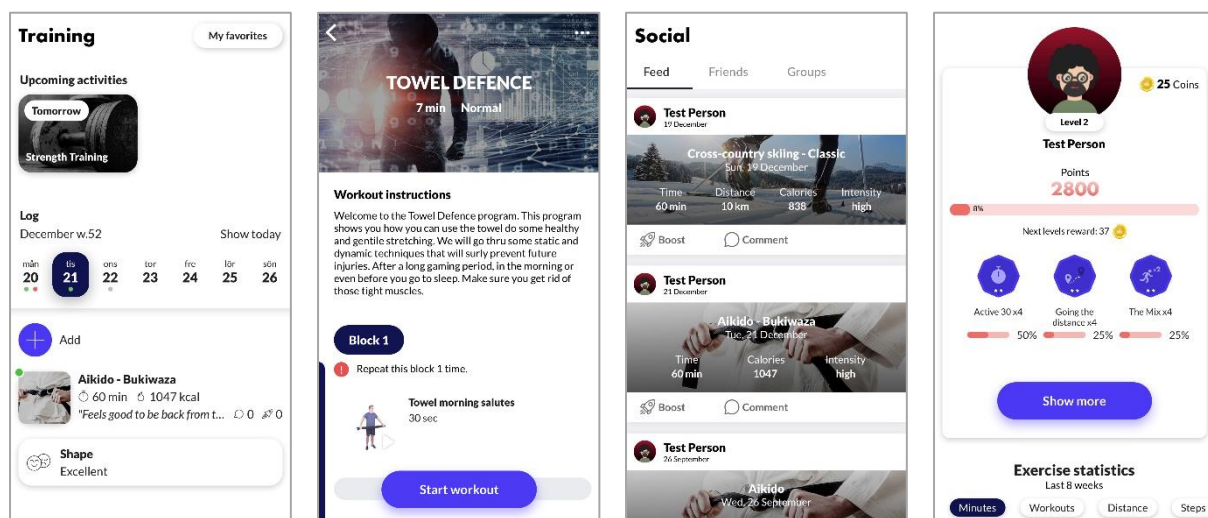 Training
My favorites
Upcoming activities
Tomorrow
Strength Training
Log
December w.52
Show today
mån tis ons tor fre lör sön
20 21 22 23 24 25 26
Add
Aikido - Bukiwaza
60 min 1047 kcal
"Feels good to be back from t... 0 0
Shape
Excellent
TOWEL DEFENCE
7 min Normal
Workout instructions
Welcome to the Towel Defence program. This program
shows you how you can use the towel do some healthy
and gentile stretching. We will go thru some static and
dynamic techniques that will surly prevent future
injuries. After a long gaming period, in the morning or
even before you go to sleep. Make sure you get rid of
those tight muscles.
Block 1
Repeat this block 1 time.
Towel morning salutes
30 sec
Start workout
Social
Feed Friends Groups
Test Person
19 December
Cross-country skiing - Classic
Sun, 19 December
Time Distance Calories Intensity
60 min 10 km 838 high
Boost Comment
Test Person
21 December
Aikido - Bukiwaza
Tue, 21 December
Time Calories Intensity
60 min 1047 high
Boost Comment
Test Person
26 September
Aikido
Wed, 26 September
25 Coins
Level 2
Test Person
Points
2800
8%
Next levels reward: 37
Active 30 x4
Going the
distance x4
The Mix x4
50% 25% 25%
Show more
Exercise statistics
Last 8 weeks
Minutes Workouts Distance Steps